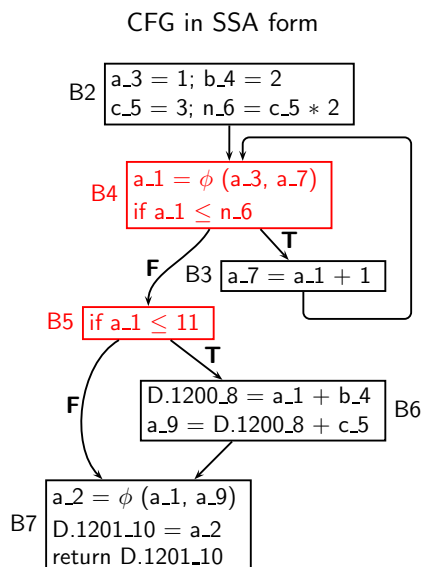 CFG in SSA form
B2
a_3 = 1; b_4 = 2
c_5 = 3; n_6 = c_5 * 2
B4
a_1 = ϕ (a_3, a_7)
if a_1 ≤ n_6
F
T
B3
a_7 = a_1 + 1
B5
if a_1 ≤ 11
F
T
D.1200_8 = a_1 + b_4
a_9 = D.1200_8 + c_5
B6
B7
a_2 = ϕ (a_1, a_9)
D.1201_10 = a_2
return D.1201_10